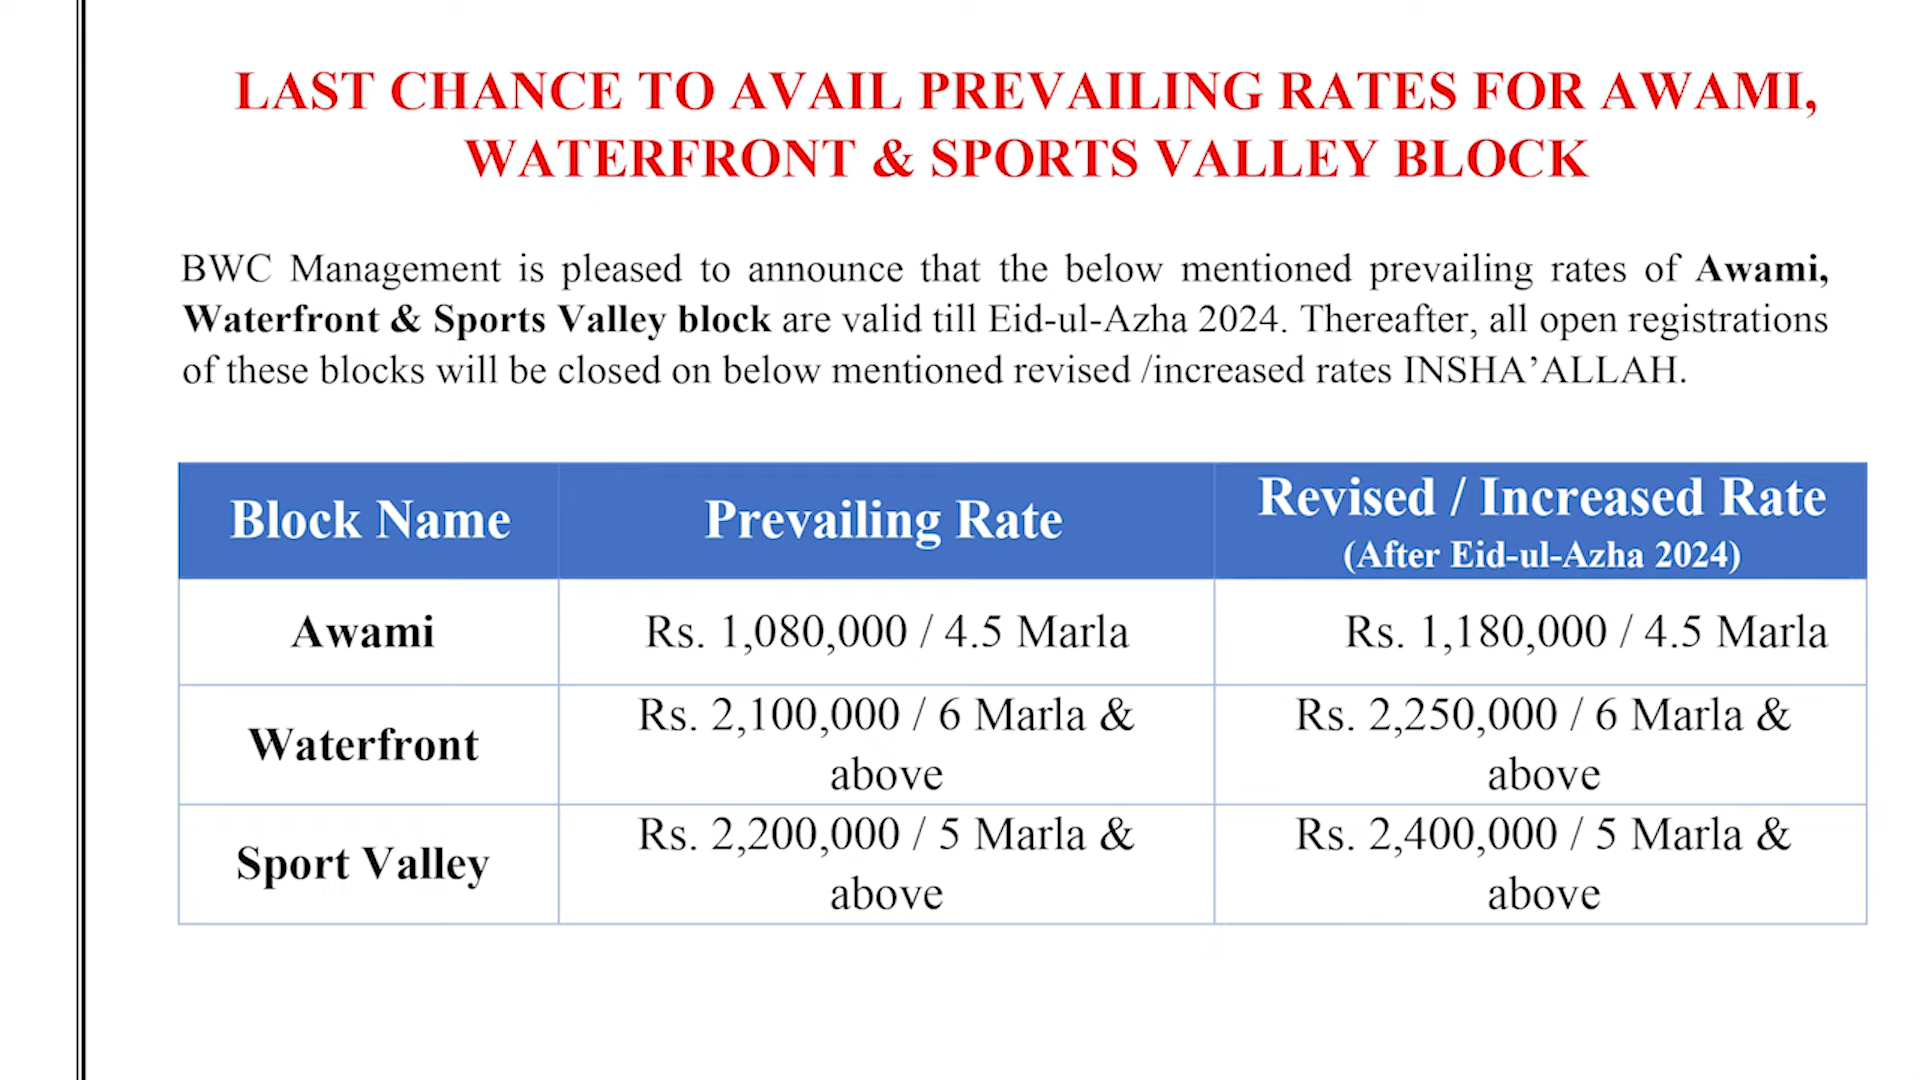 LAST CHANCE TO AVAIL PREVAILING RATES FOR AWAMI,
WATERFRONT & SPORTS VALLEY BLOCK
BWC Management is pleased to announce that the below mentioned prevailing rates of Awami,
Waterfront & Sports Valley block are valid till Eid-ul-Azha 2024. Thereafter, all open registrations
of these blocks will be closed on below mentioned revised /increased rates INSHA’ALLAH.
Block Name
Prevailing Rate
Revised / Increased Rate
(After Eid-ul-Azha 2024)
Awami
Rs. 1,080,000 / 4.5 Marla
Rs. 1,180,000 / 4.5 Marla
Waterfront
Rs. 2,100,000 / 6 Marla &
above
Rs. 2,250,000 / 6 Marla &
above
Sport Valley
Rs. 2,200,000 / 5 Marla &
above
Rs. 2,400,000 / 5 Marla &
above